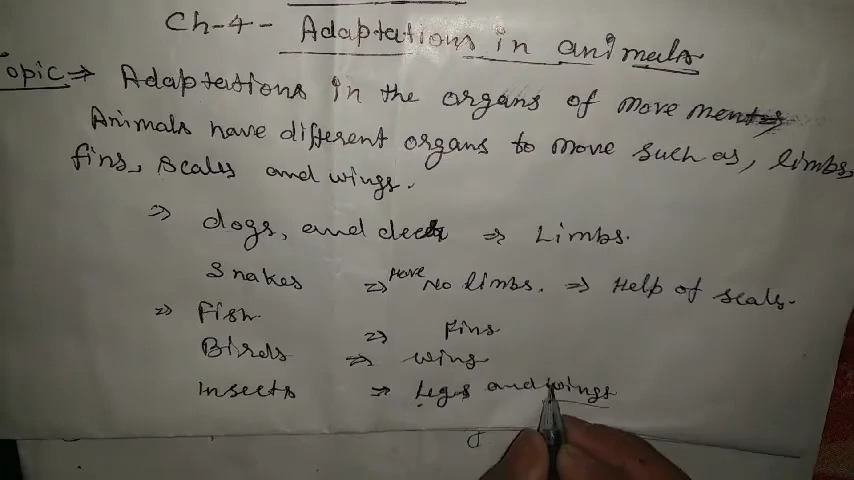 Ch-4- Adaptations in animals
Topic ⇒ Adaptations in the organs of movements
Animals have different organs to move such as, limbs,
fins, scales and wings.
⇒ dogs, and deer ⇒ Limbs.
Snakes ⇒ Have No limbs. ⇒ Help of scals.
⇒ Fish ⇒ Fins
Birds ⇒ wings
Insects ⇒ Legs and wings